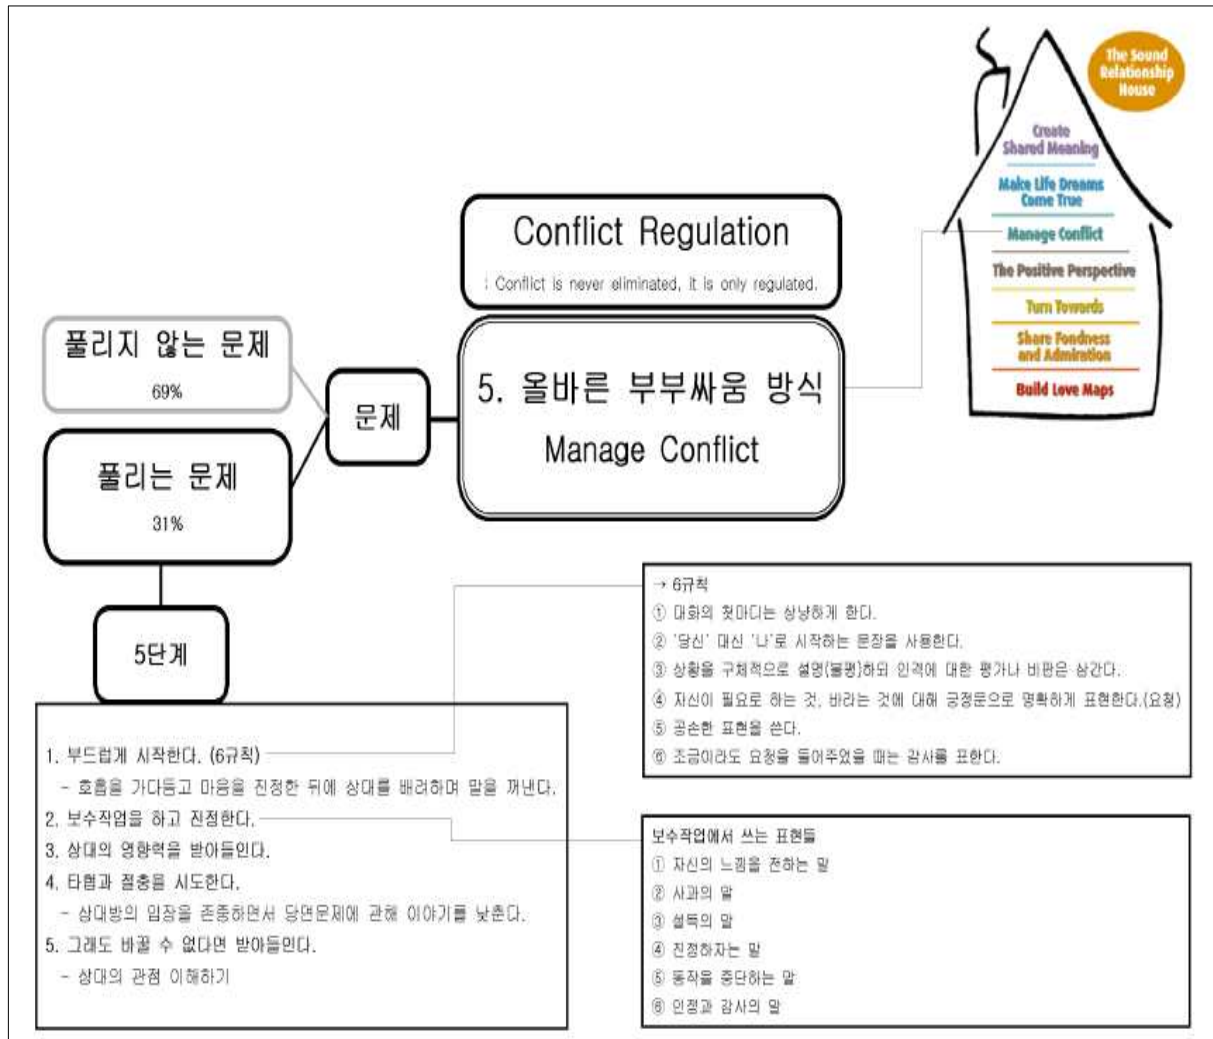 The Sound
Relationship
House
Create
Shared Meaning
Make Life Dreams
Come True
Manage Conflict
The Positive Perspective
Turn Towards
Share Fondness
and Admiration
Build Love Maps
Conflict Regulation
: Conflict is never eliminated, it is only regulated.
5. 올바른 부부싸움 방식
Manage Conflict
문제
풀리지 않는 문제
69%
풀리는 문제
31%
5단계
1. 부드럽게 시작한다. (6규칙)
- 호흡을 가다듬고 마음을 진정한 뒤에 상대를 배려하며 말을 꺼낸다.
2. 보수작업을 하고 진정한다.
3. 상대의 영향력을 받아들인다.
4. 타협과 절충을 시도한다.
- 상대방의 입장을 존중하면서 당면문제에 관해 이야기를 낮춘다.
5. 그래도 바꿀 수 없다면 받아들인다.
- 상대의 관점 이해하기
→ 6규칙
① 대화의 첫마디는 상냥하게 한다.
② '당신' 대신 '나'로 시작하는 문장을 사용한다.
③ 상황을 구체적으로 설명(불평)하되 인격에 대한 평가나 비판은 삼간다.
④ 자신이 필요로 하는 것, 바라는 것에 대해 긍정문으로 명확하게 표현한다.(요청)
⑤ 공손한 표현을 쓴다.
⑥ 조금이라도 요청을 들어주었을 때는 감사를 표한다.
보수작업에서 쓰는 표현들
① 자신의 느낌을 전하는 말
② 사과의 말
③ 설득의 말
④ 진정하자는 말
⑤ 동작을 중단하는 말
⑥ 인정과 감사의 말